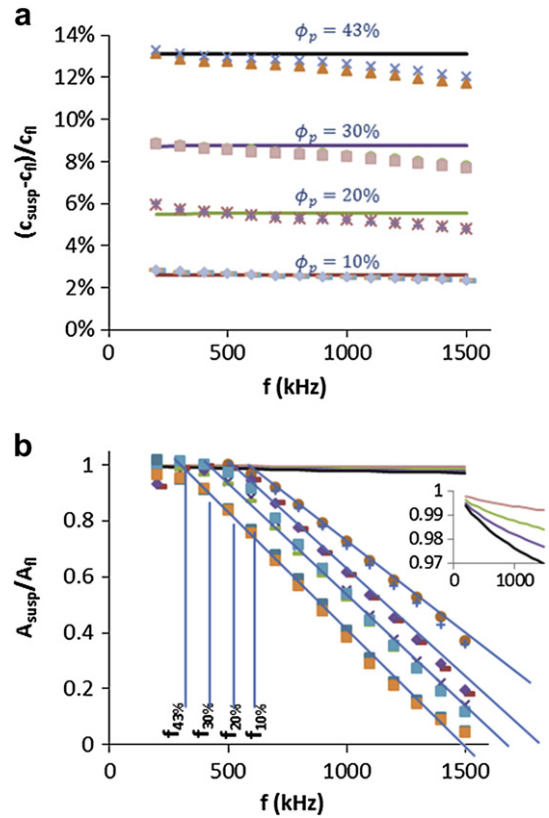 a
14%
12%
10%
8%
6%
4%
2%
0%
(c_susp-c_fl)/c_fl
ϕ_p = 43%
ϕ_p = 30%
ϕ_p = 20%
ϕ_p = 10%
0 500 1000 1500
f (kHz)
b
1
0.8
0.6
0.4
0.2
0
A_susp/A_fl
f_43% f_30% f_20% f_10%
1
0.99
0.98
0.97
1000
0 500 1000 1500
f (kHz)